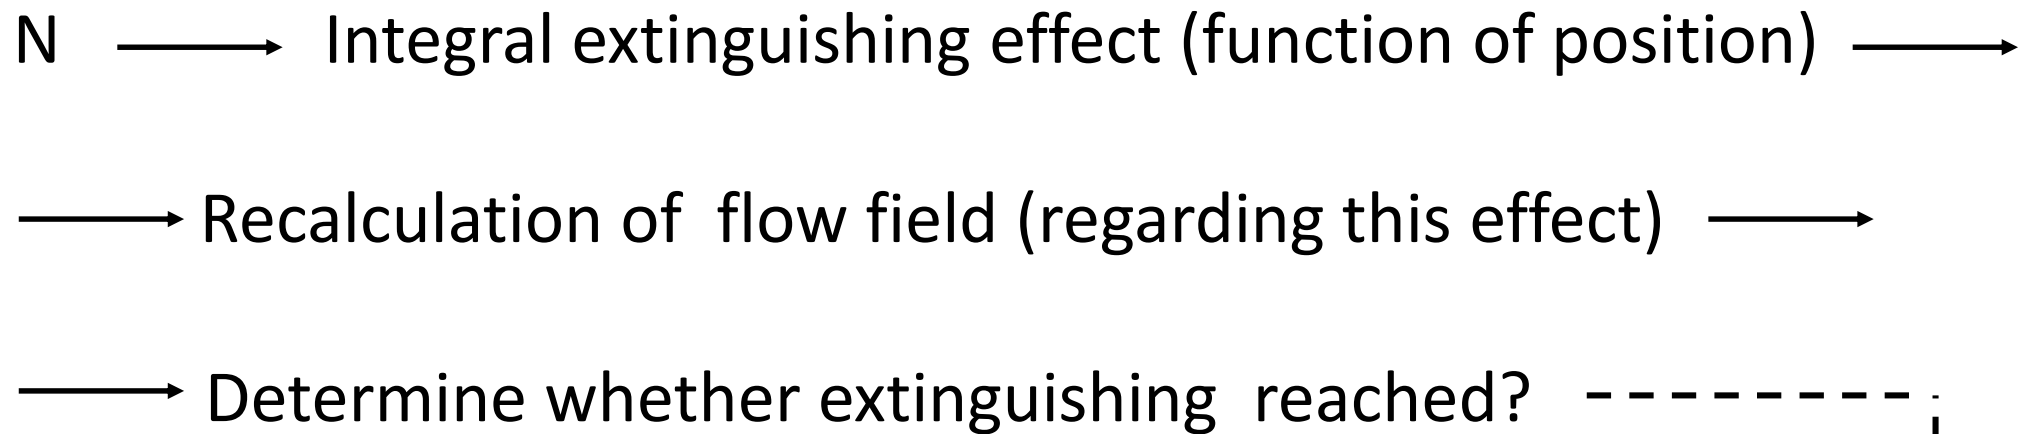 N Integral extinguishing effect (function of position)
Recalculation of flow field (regarding this effect)
Determine whether extinguishing reached?